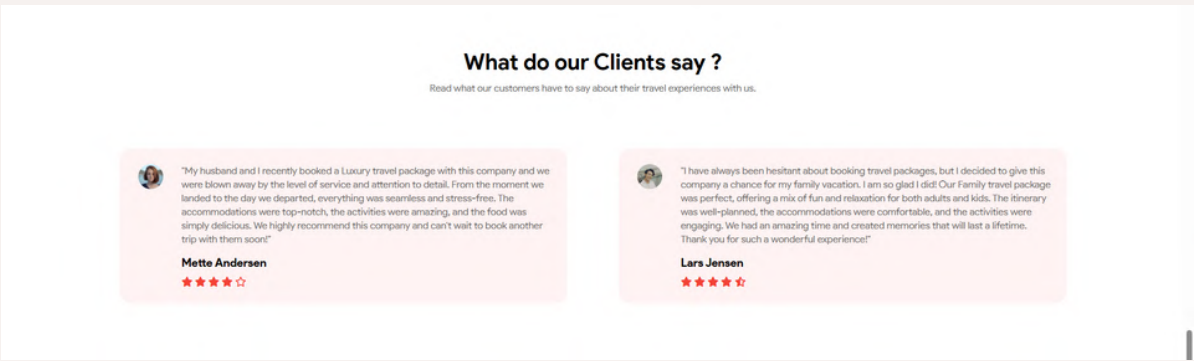 What do our Clients say ?
Read what our customers have to say about their travel experiences with us.
"My husband and I recently booked a Luxury travel package with this company and we
were blown away by the level of service and attention to detail. From the moment we
landed to the day we departed, everything was seamless and stress-free. The
accommodations were top-notch, the activities were amazing, and the food was
simply delicious. We highly recommend this company and can't wait to book another
trip with them soon!"
Mette Andersen
"I have always been hesitant about booking travel packages, but I decided to give this
company a chance for my family vacation. I am so glad I did! Our Family travel package
was perfect, offering a mix of fun and relaxation for both adults and kids. The itinerary
was well-planned, the accommodations were comfortable, and the activities were
engaging. We had an amazing time and created memories that will last a lifetime.
Thank you for such a wonderful experience!"
Lars Jensen